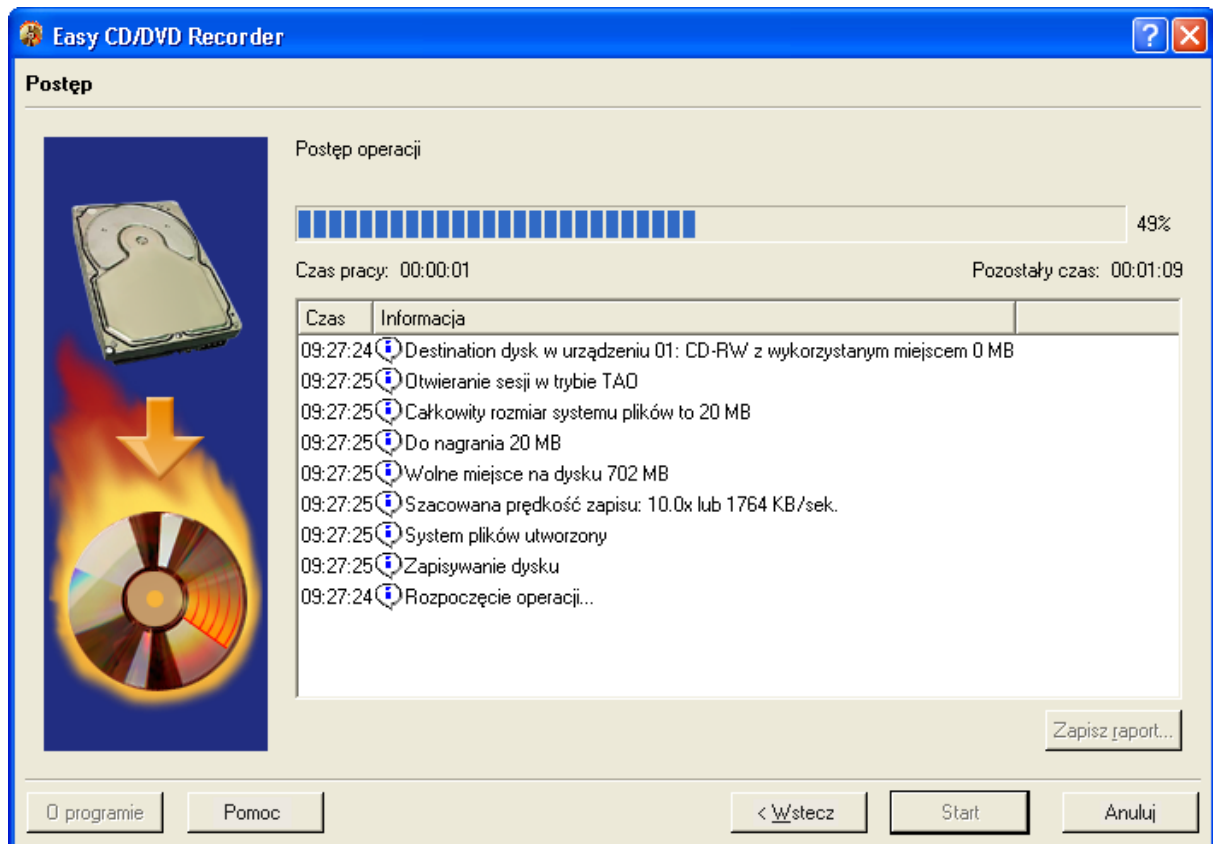 Easy CD/DVD Recorder
Postęp
Postęp operacji
49%
Czas pracy: 00:00:01 Pozostały czas: 00:01:09
Czas Informacja
09:27:24 Destination dysk w urządzeniu 01: CD-RW z wykorzystanym miejscem 0 MB
09:27:25 Otwieranie sesji w trybie TAO
09:27:25 Całkowity rozmiar systemu plików to 20 MB
09:27:25 Do nagrania 20 MB
09:27:25 Wolne miejsce na dysku 702 MB
09:27:25 Szacowana prędkość zapisu: 10.0x lub 1764 KB/sek.
09:27:25 System plików utworzony
09:27:25 Zapisywanie dysku
09:27:24 Rozpoczęcie operacji...
Zapisz raport...
O programie Pomoc < Wstecz Start Anuluj